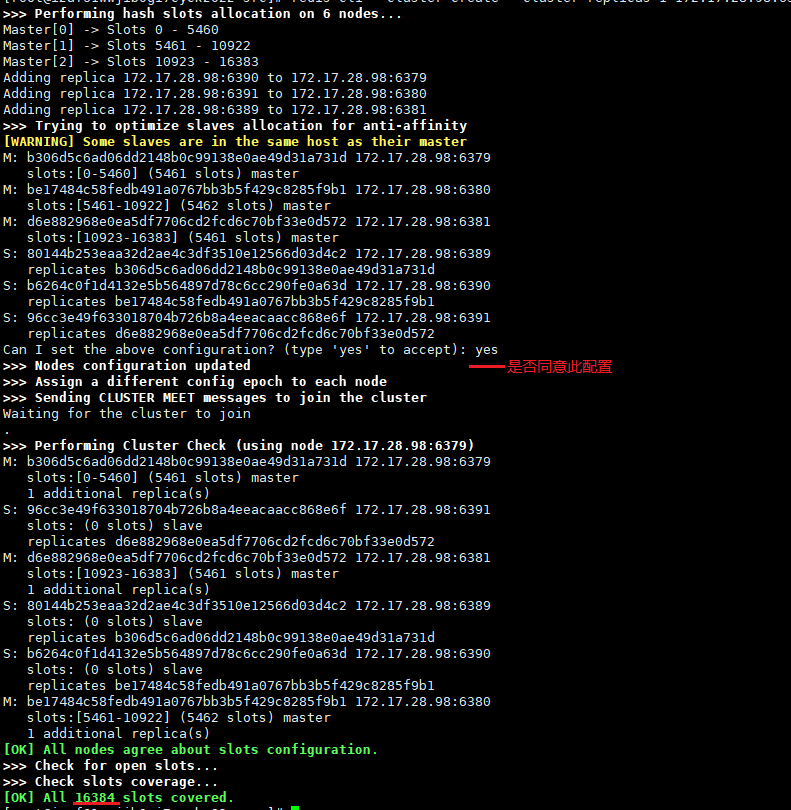 >>> Performing hash slots allocation on 6 nodes...
Master[0] -> Slots 0 - 5460
Master[1] -> Slots 5461 - 10922
Master[2] -> Slots 10923 - 16383
Adding replica 172.17.28.98:6390 to 172.17.28.98:6379
Adding replica 172.17.28.98:6391 to 172.17.28.98:6380
Adding replica 172.17.28.98:6389 to 172.17.28.98:6381
>>> Trying to optimize slaves allocation for anti-affinity
[WARNING] Some slaves are in the same host as their master
M: b306d5c6ad06dd2148b0c99138e0ae49d31a731d 172.17.28.98:6379
slots:[0-5460] (5461 slots) master
M: be17484c58fedb491a0767bb3b5f429c8285f9b1 172.17.28.98:6380
slots:[5461-10922] (5462 slots) master
M: d6e882968e0ea5df7706cd2fcd6c70bf33e0d572 172.17.28.98:6381
slots:[10923-16383] (5461 slots) master
S: 80144b253eaa32d2ae4c3df3510e12566d03d4c2 172.17.28.98:6389
replicates b306d5c6ad06dd2148b0c99138e0ae49d31a731d
S: b6264c0f1d4132e5b564897d78c6cc290fe0a63d 172.17.28.98:6390
replicates be17484c58fedb491a0767bb3b5f429c8285f9b1
S: 96cc3e49f633018704b726b8a4eeacaacc868e6f 172.17.28.98:6391
replicates d6e882968e0ea5df7706cd2fcd6c70bf33e0d572
Can I set the above configuration? (type 'yes' to accept): yes
>>> Nodes configuration updated 是否同意此配置
>>> Assign a different config epoch to each node
>>> Sending CLUSTER MEET messages to join the cluster
Waiting for the cluster to join
.
>>> Performing Cluster Check (using node 172.17.28.98:6379)
M: b306d5c6ad06dd2148b0c99138e0ae49d31a731d 172.17.28.98:6379
slots:[0-5460] (5461 slots) master
1 additional replica(s)
S: 96cc3e49f633018704b726b8a4eeacaacc868e6f 172.17.28.98:6391
slots: (0 slots) slave
replicates d6e882968e0ea5df7706cd2fcd6c70bf33e0d572
M: d6e882968e0ea5df7706cd2fcd6c70bf33e0d572 172.17.28.98:6381
slots:[10923-16383] (5461 slots) master
1 additional replica(s)
S: 80144b253eaa32d2ae4c3df3510e12566d03d4c2 172.17.28.98:6389
slots: (0 slots) slave
replicates b306d5c6ad06dd2148b0c99138e0ae49d31a731d
S: b6264c0f1d4132e5b564897d78c6cc290fe0a63d 172.17.28.98:6390
slots: (0 slots) slave
replicates be17484c58fedb491a0767bb3b5f429c8285f9b1
M: be17484c58fedb491a0767bb3b5f429c8285f9b1 172.17.28.98:6380
slots:[5461-10922] (5462 slots) master
1 additional replica(s)
[OK] All nodes agree about slots configuration.
>>> Check for open slots...
>>> Check slots coverage...
[OK] All 16384 slots covered.